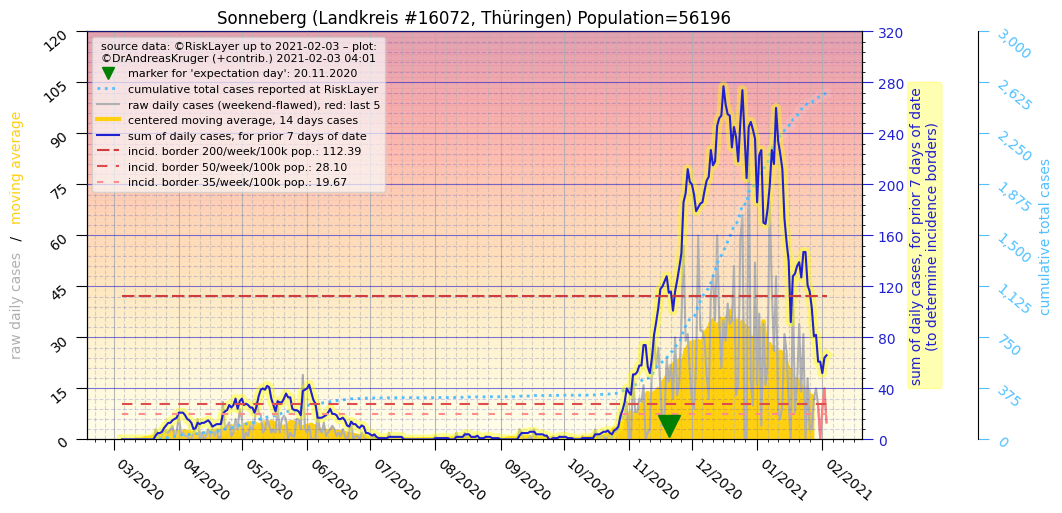 Sonneberg (Landkreis #16072, Thüringen) Population=56196
source data: ©RiskLayer up to 2021-02-03 – plot:
©DrAndreasKruger (+contrib.) 2021-02-03 04:01
marker for 'expectation day': 20.11.2020
cumulative total cases reported at RiskLayer
raw daily cases (weekend-flawed), red: last 5
centered moving average, 14 days cases
sum of daily cases, for prior 7 days of date
incid. border 200/week/100k pop.: 112.39
incid. border 50/week/100k pop.: 28.10
incid. border 35/week/100k pop.: 19.67
raw daily cases / moving average
120
105
90
75
60
45
30
15
0
03/2020
04/2020
05/2020
06/2020
07/2020
08/2020
09/2020
10/2020
11/2020
12/2020
01/2021
02/2021
320
280
240
200
160
120
80
40
0
sum of daily cases, for prior 7 days of date
(to determine incidence borders)
3,000
2,625
2,250
1,875
1,500
1,125
750
375
0
cumulative total cases